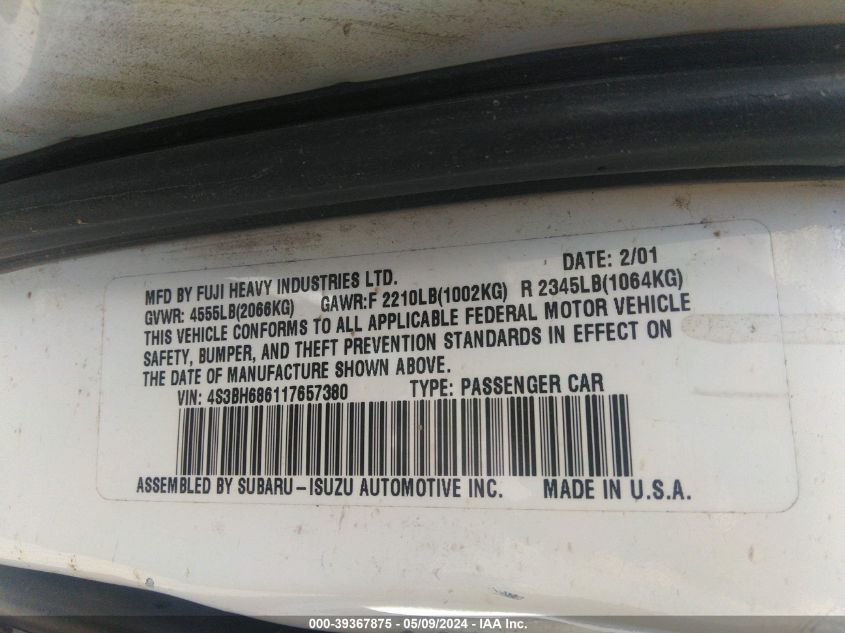 DATE: 2/01
MFD BY FUJI HEAVY INDUSTRIES LTD.
GVWR: 4555LB(2066KG) GAWR:F 2210LB(1002KG) R 2345LB(1064KG)
THIS VEHICLE CONFORMS TO ALL APPLICABLE FEDERAL MOTOR VEHICLE
SAFETY, BUMPER, AND THEFT PREVENTION STANDARDS IN EFFECT ON
THE DATE OF MANUFACTURE SHOWN ABOVE.
VIN: 4S3BH686117657380 TYPE: PASSENGER CAR
ASSEMBLED BY SUBARU-ISUZU AUTOMOTIVE INC. MADE IN U.S.A.
000-39367875 - 05/09/2024 - IAA Inc.